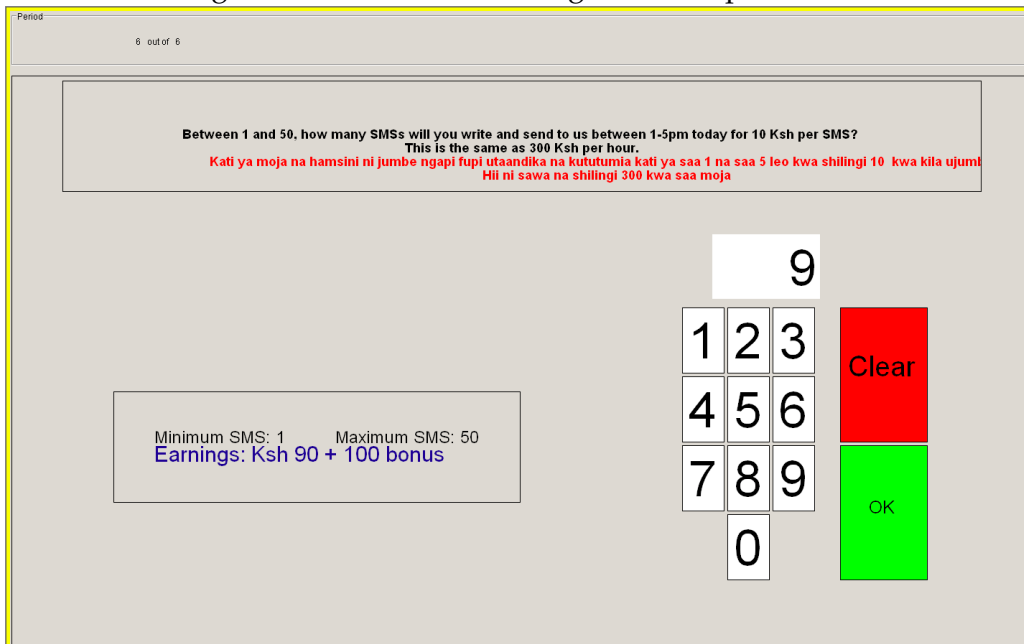 Period
6 out of 6
Between 1 and 50, how many SMSs will you write and send to us between 1-5pm today for 10 Ksh per SMS?
This is the same as 300 Ksh per hour.
Kati ya moja na hamsini ni jumbe ngapi fupi utaandika na kututumia kati ya saa 1 na saa 5 leo kwa shilingi 10 kwa kila
Hii ni sawa na shilingi 300 kwa saa moja
9
1 2 3
Clear
4 5 6
Minimum SMS: 1 Maximum SMS: 50
Earnings: Ksh 90 + 100 bonus
7 8 9
OK
0